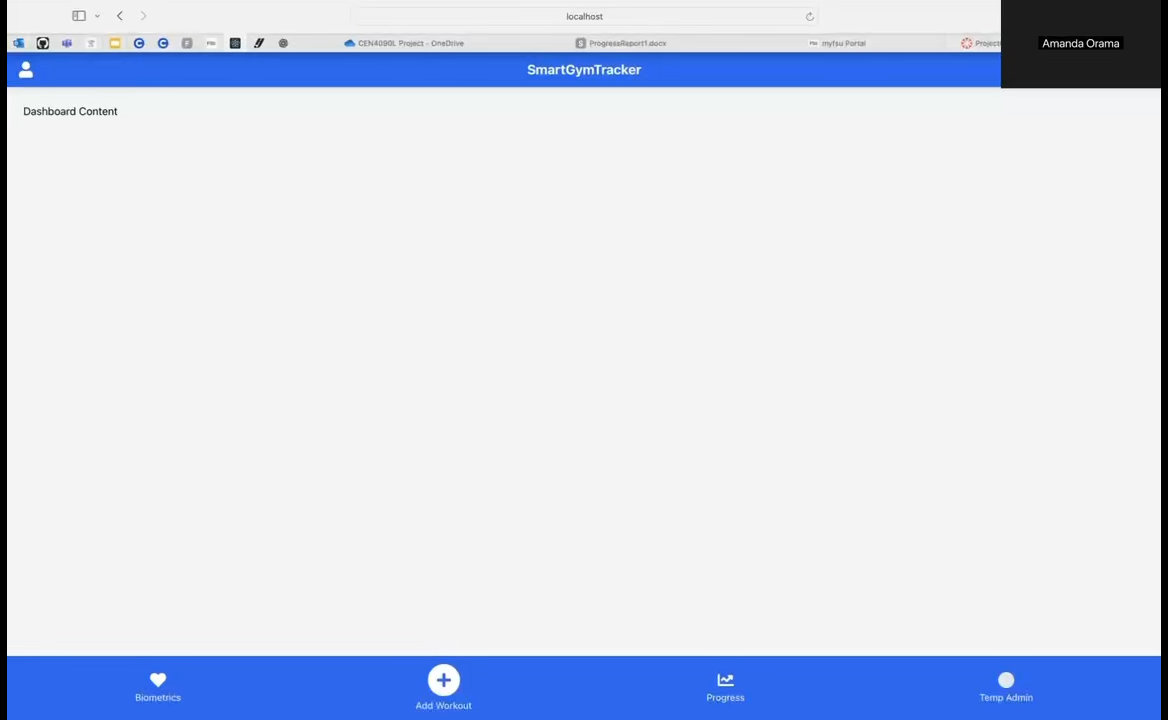 localhost
CEN4090L Project - OneDrive
ProgressReport1.docx
myfsu Portal
Project
Amanda Orama
SmartGymTracker
Dashboard Content
Biometrics
Add Workout
Progress
Temp Admin